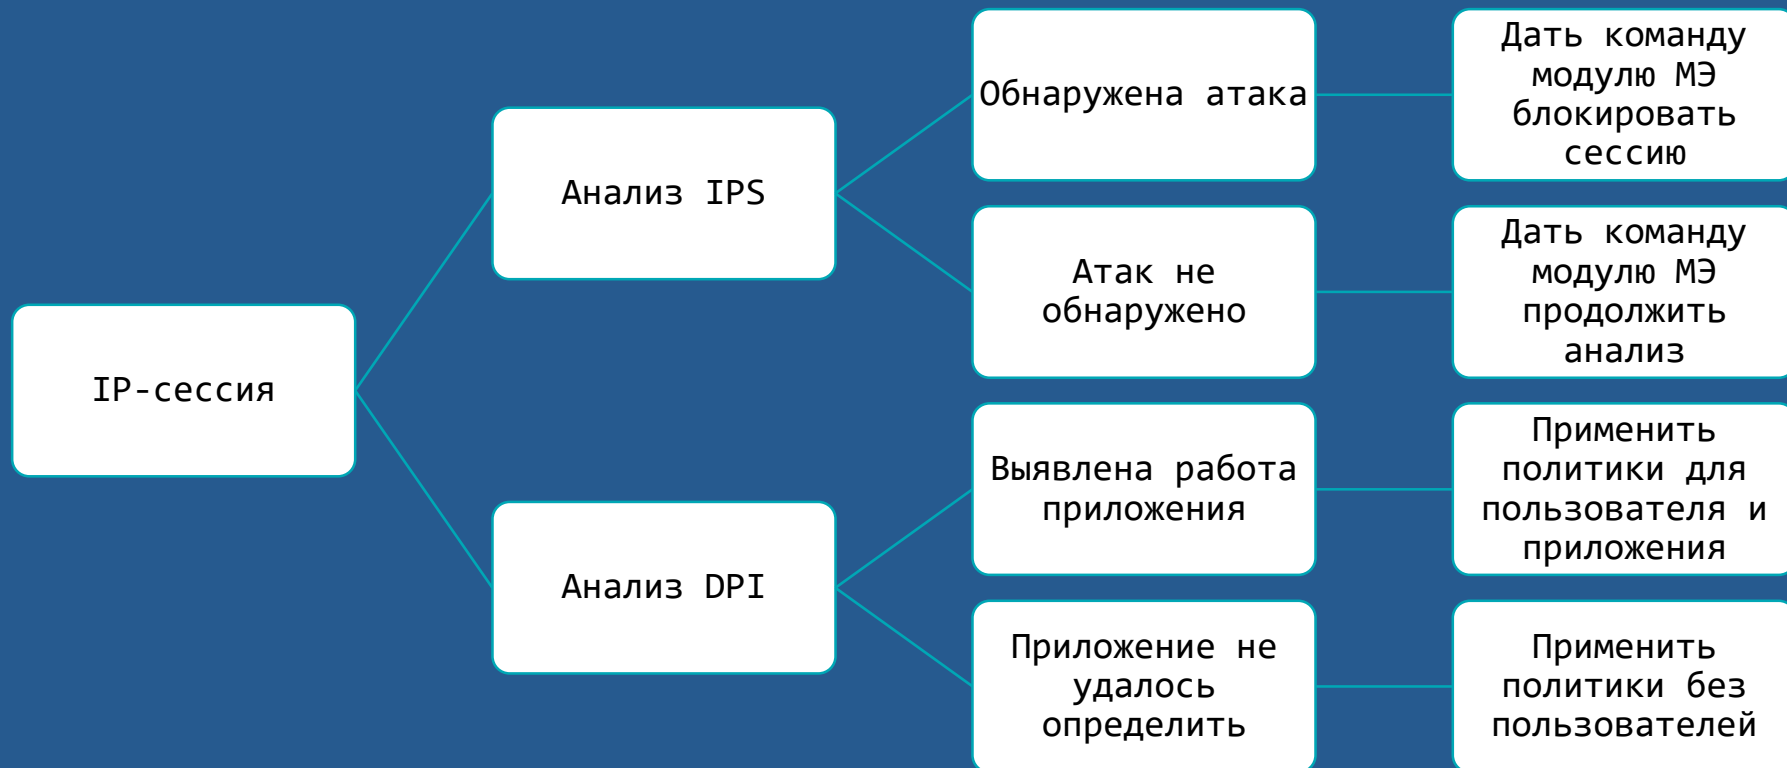 IP-сессия
Анализ IPS
Обнаружена атака
Дать команду
модулю МЭ
блокировать
сессию
Атак не
обнаружено
Дать команду
модулю МЭ
продолжить
анализ
Анализ DPI
Выявлена работа
приложения
Применить
политики для
пользователя и
приложения
Приложение не
удалось
определить
Применить
политики без
пользователей